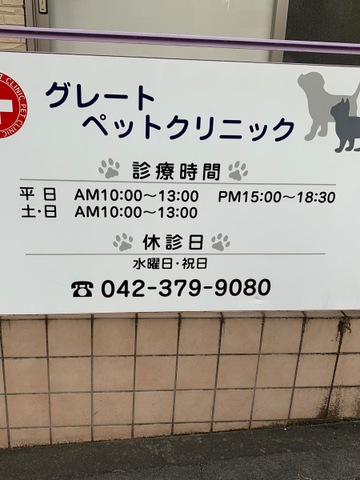 グレート
ペットクリニック
診療時間
平日 AM10:00～13:00 PM15:00～18:30
土・日 AM10:00～13:00
休診日
水曜日・祝日
☎042-379-9080